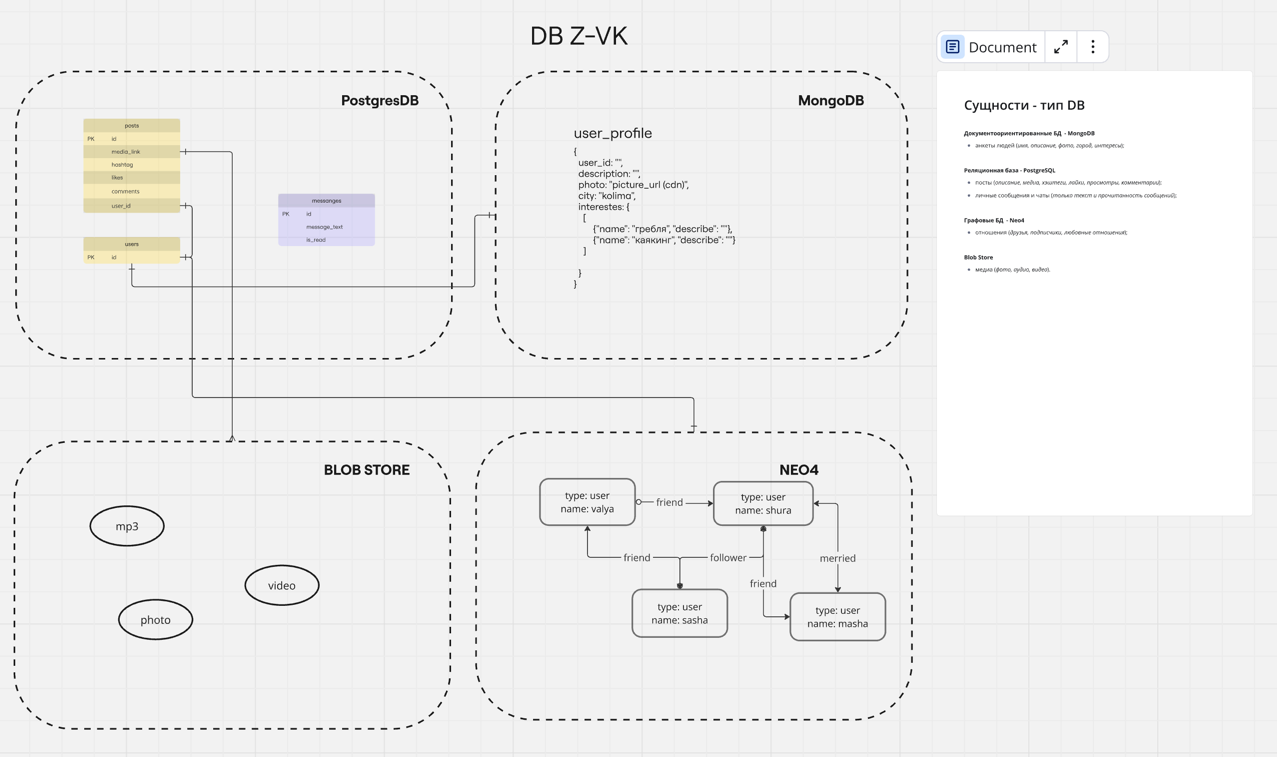 DB Z-VK
Document
PostgresDB
posts
PK id
media_link
hashtag
likes
comments
user_id
users
PK id
messanges
PK id
message_text
is_read
MongoDB
user_profile
{
user_id: "",
description: "",
photo: "picture_url (cdn)",
city: "kolima",
interestes: {
[
{"name": "гребля", "describe": ""},
{"name": "каякинг", "describe": ""}
]
}
}
Сущности - тип DB
Документоориентированные БД - MongoDB
анкеты людей (имя, описание, фото, город, интересы);
Реляционная база - PostgreSQL
посты (описание, медиа, хэштеги, лайки, просмотры, комментарии);
личные сообщения и чаты (только текст и прочитанность сообщений);
Графовые БД - Neo4
отношения (друзья, подписчики, любовные отношения);
Blob Store
медиа (фото, аудио, видео).
BLOB STORE
mp3
video
photo
NEO4
type: user
name: valya
friend
type: user
name: shura
friend
follower
merried
friend
type: user
name: sasha
type: user
name: masha